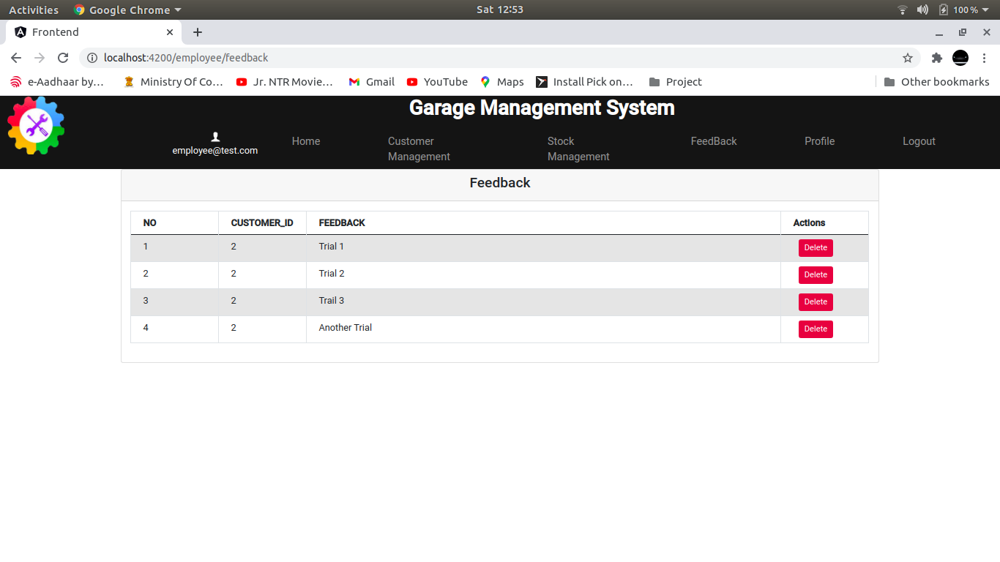 Activities Google Chrome Sat 12:53 100%
Frontend
localhost:4200/employee/feedback
e-Aadhaar by... Ministry Of Co... Jr. NTR Movie... Gmail YouTube Maps Install Pick on... Project Other bookmarks
Garage Management System
employee@test.com
Home
Customer
Management
Stock
Management
FeedBack
Profile
Logout
Feedback
NO CUSTOMER_ID FEEDBACK Actions
1 2 Trial 1 Delete
2 2 Trial 2 Delete
3 2 Trail 3 Delete
4 2 Another Trial Delete